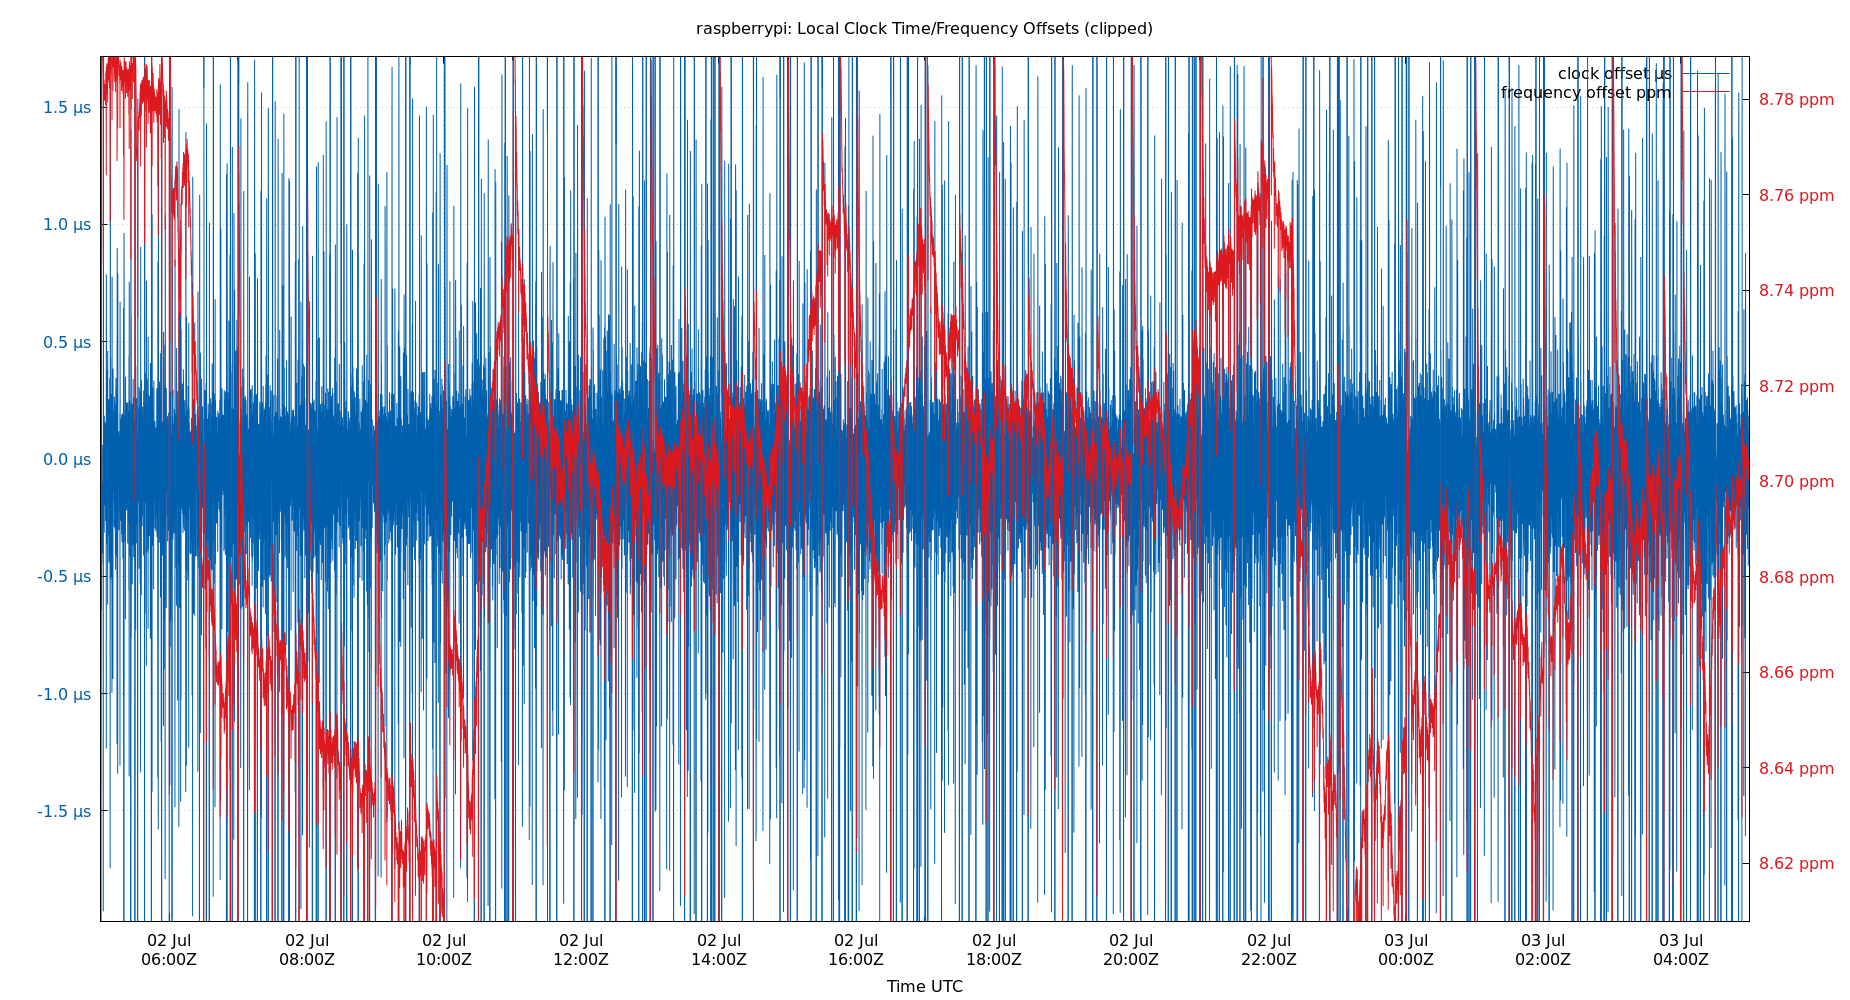 raspberrypi: Local Clock Time/Frequency Offsets (clipped)
clock offset µs
frequency offset ppm
1.5 µs
1.0 µs
0.5 µs
0.0 µs
-0.5 µs
-1.0 µs
-1.5 µs
8.78 ppm
8.76 ppm
8.74 ppm
8.72 ppm
8.70 ppm
8.68 ppm
8.66 ppm
8.64 ppm
8.62 ppm
02 Jul 02 Jul 02 Jul 02 Jul 02 Jul 02 Jul 02 Jul 02 Jul 02 Jul 03 Jul 03 Jul 03 Jul
06:00Z 08:00Z 10:00Z 12:00Z 14:00Z 16:00Z 18:00Z 20:00Z 22:00Z 00:00Z 02:00Z 04:00Z
Time UTC